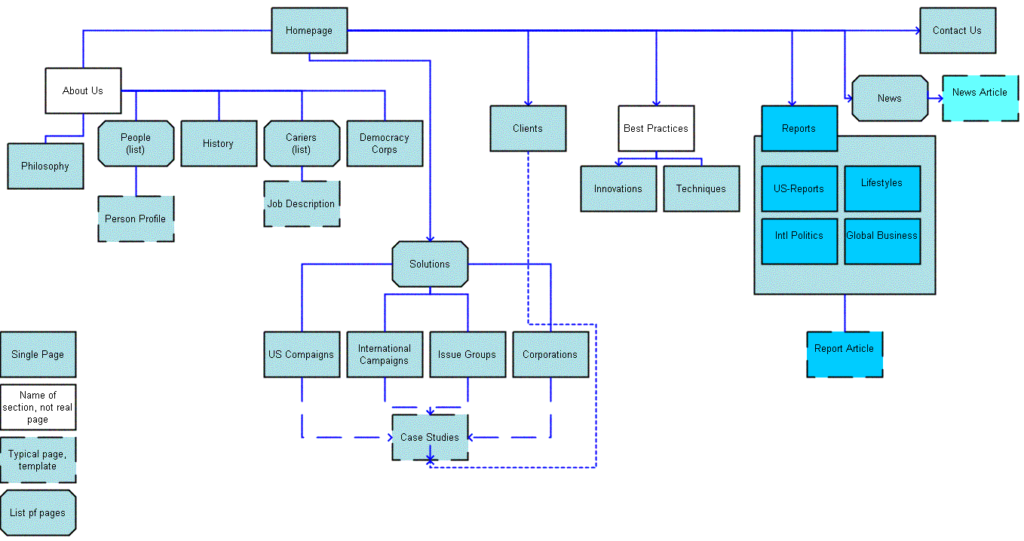 Homepage
Contact Us
About Us
News
News Article
People
(list)
History
Cariers
(list)
Democracy
Corps
Clients
Best Practices
Reports
Philosophy
Innovations
Techniques
US-Reports
Lifestyles
Person Profile
Job Description
Intl Politics
Global Business
Solutions
US Compaigns
International
Campaigns
Issue Groups
Corporations
Report Article
Single Page
Name of
section, not real
page
Case Studies
Typical page,
template
List pf pages